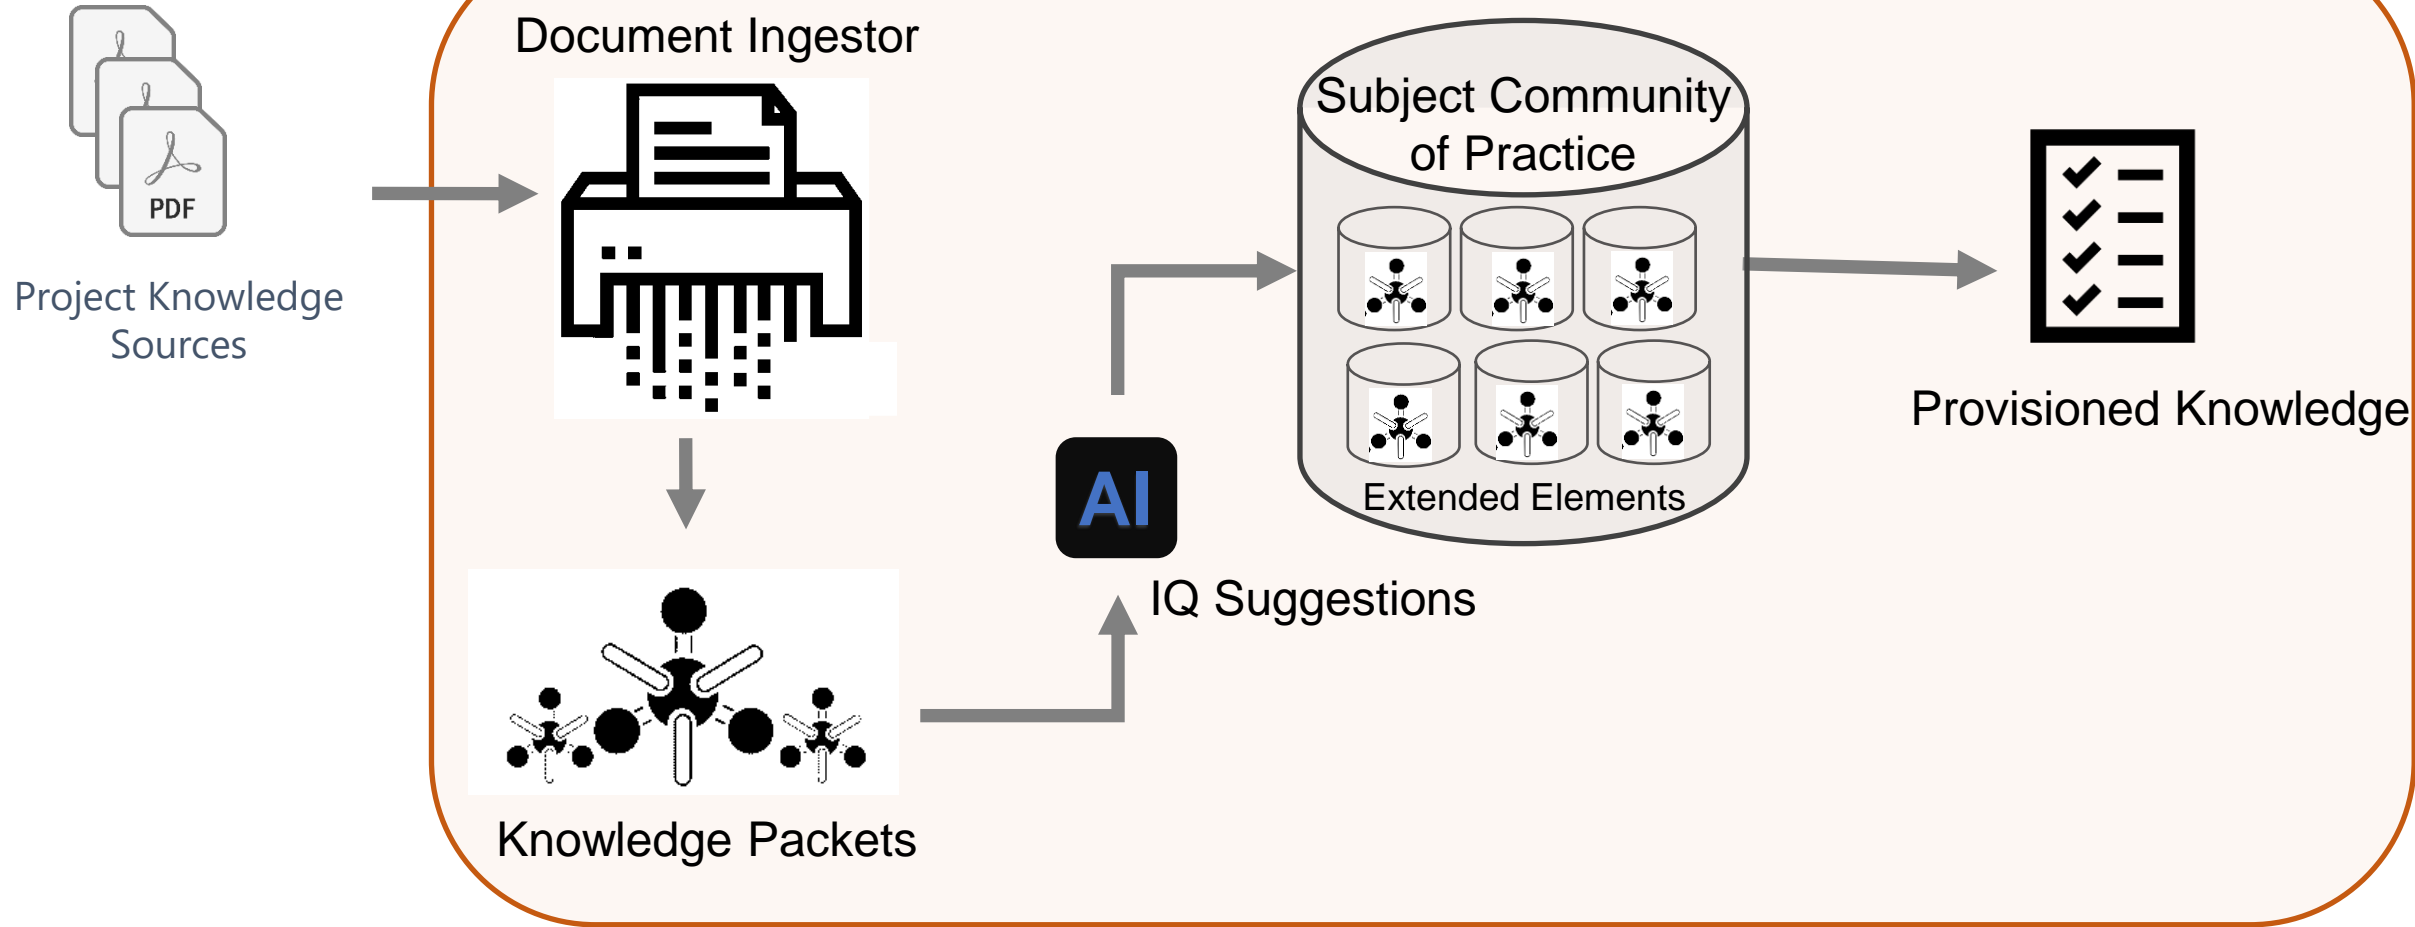 Document Ingestor
PDF
Project Knowledge
Sources
Knowledge Packets
AI
IQ Suggestions
Subject Community
of Practice
Extended Elements
Provisioned Knowledge